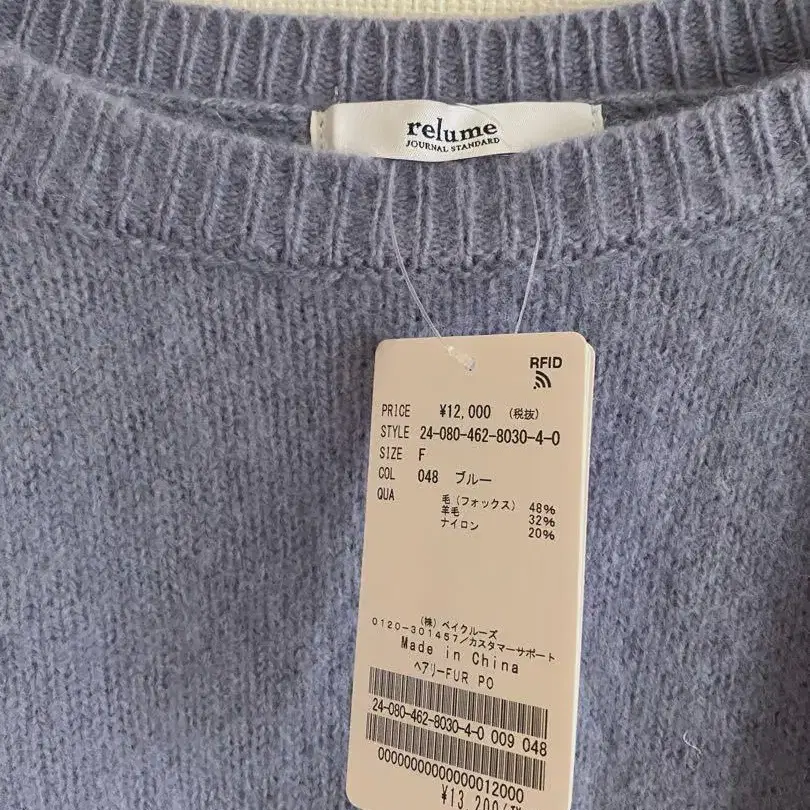 relume
JOURNAL STANDARD
RFID
PRICE ¥12,000 (税抜)
STYLE 24-080-462-8030-4-0
SIZE F
COL 048 ブルー
QUA 毛(フォックス) 48%
羊毛 32%
ナイロン 20%
(株)ベイクルーズ
0120-301457/カスタマーサポート
Made in China
ヘアリーFUR PO
24-080-462-8030-4-0 009 048
0000000000000012000
¥13,200